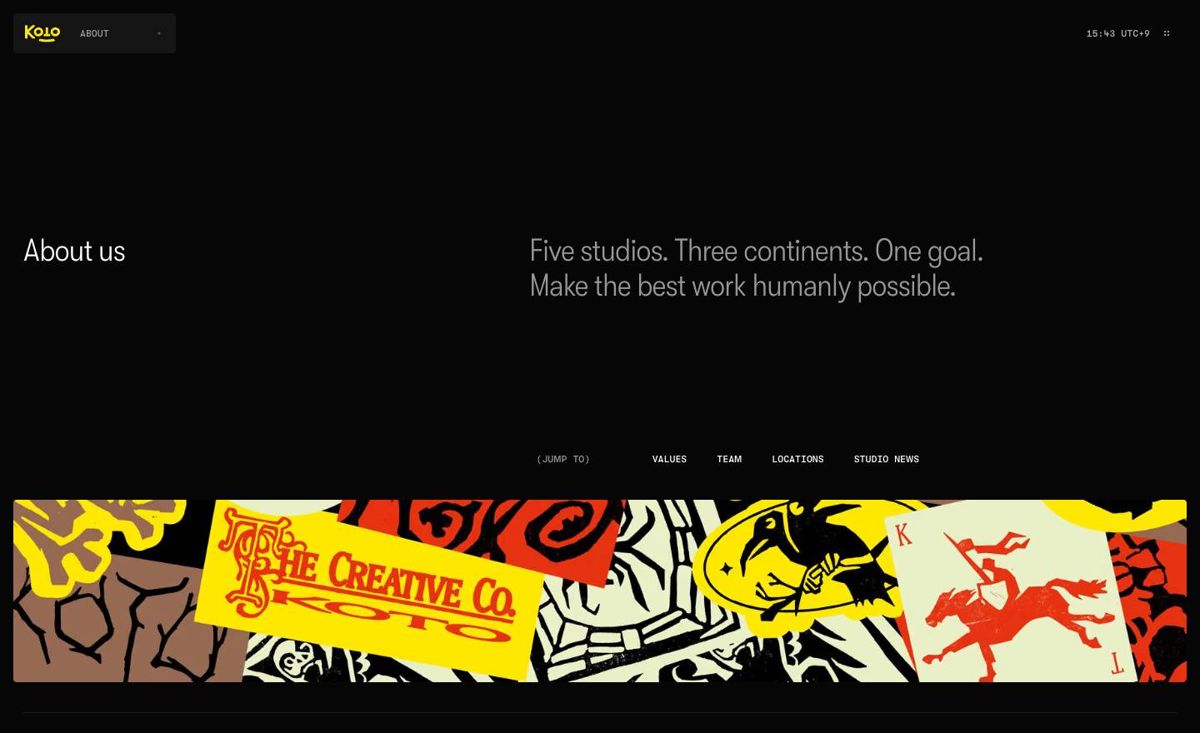 Koto
ABOUT
15:43 UTC+9
About us
Five studios. Three continents. One goal.
Make the best work humanly possible.
(JUMP TO)
VALUES
TEAM
LOCATIONS
STUDIO NEWS
THE CREATIVE CO.
KOTO
KOTO
K
T